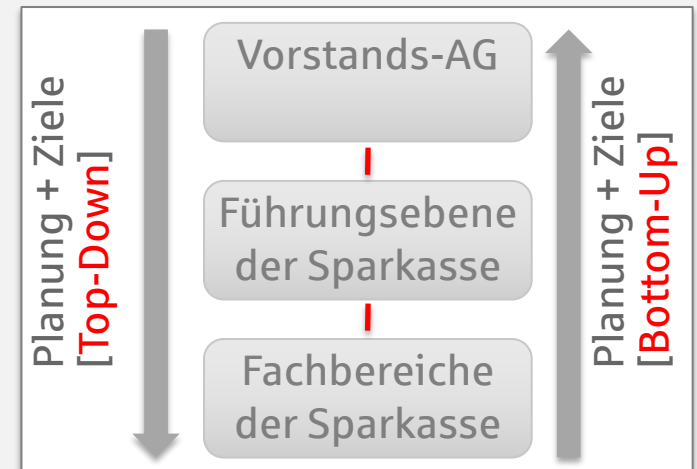 Planung + Ziele
[Top-Down]
Vorstands-AG
Führungsebene
der Sparkasse
Fachbereiche
der Sparkasse
Planung + Ziele
[Bottom-Up]